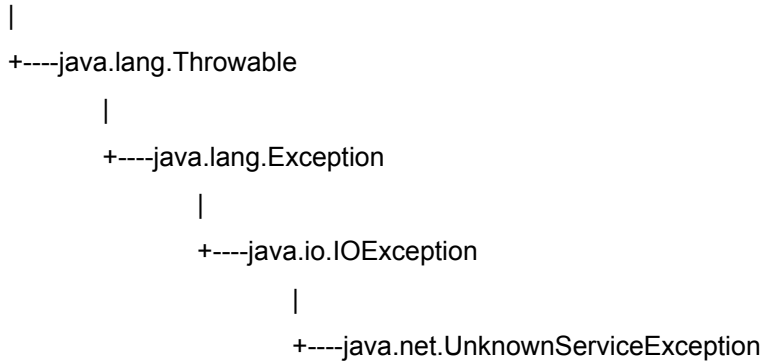 |
+----java.lang.Throwable
|
+----java.lang.Exception
|
+----java.io.IOException
|
+----java.net.UnknownServiceException